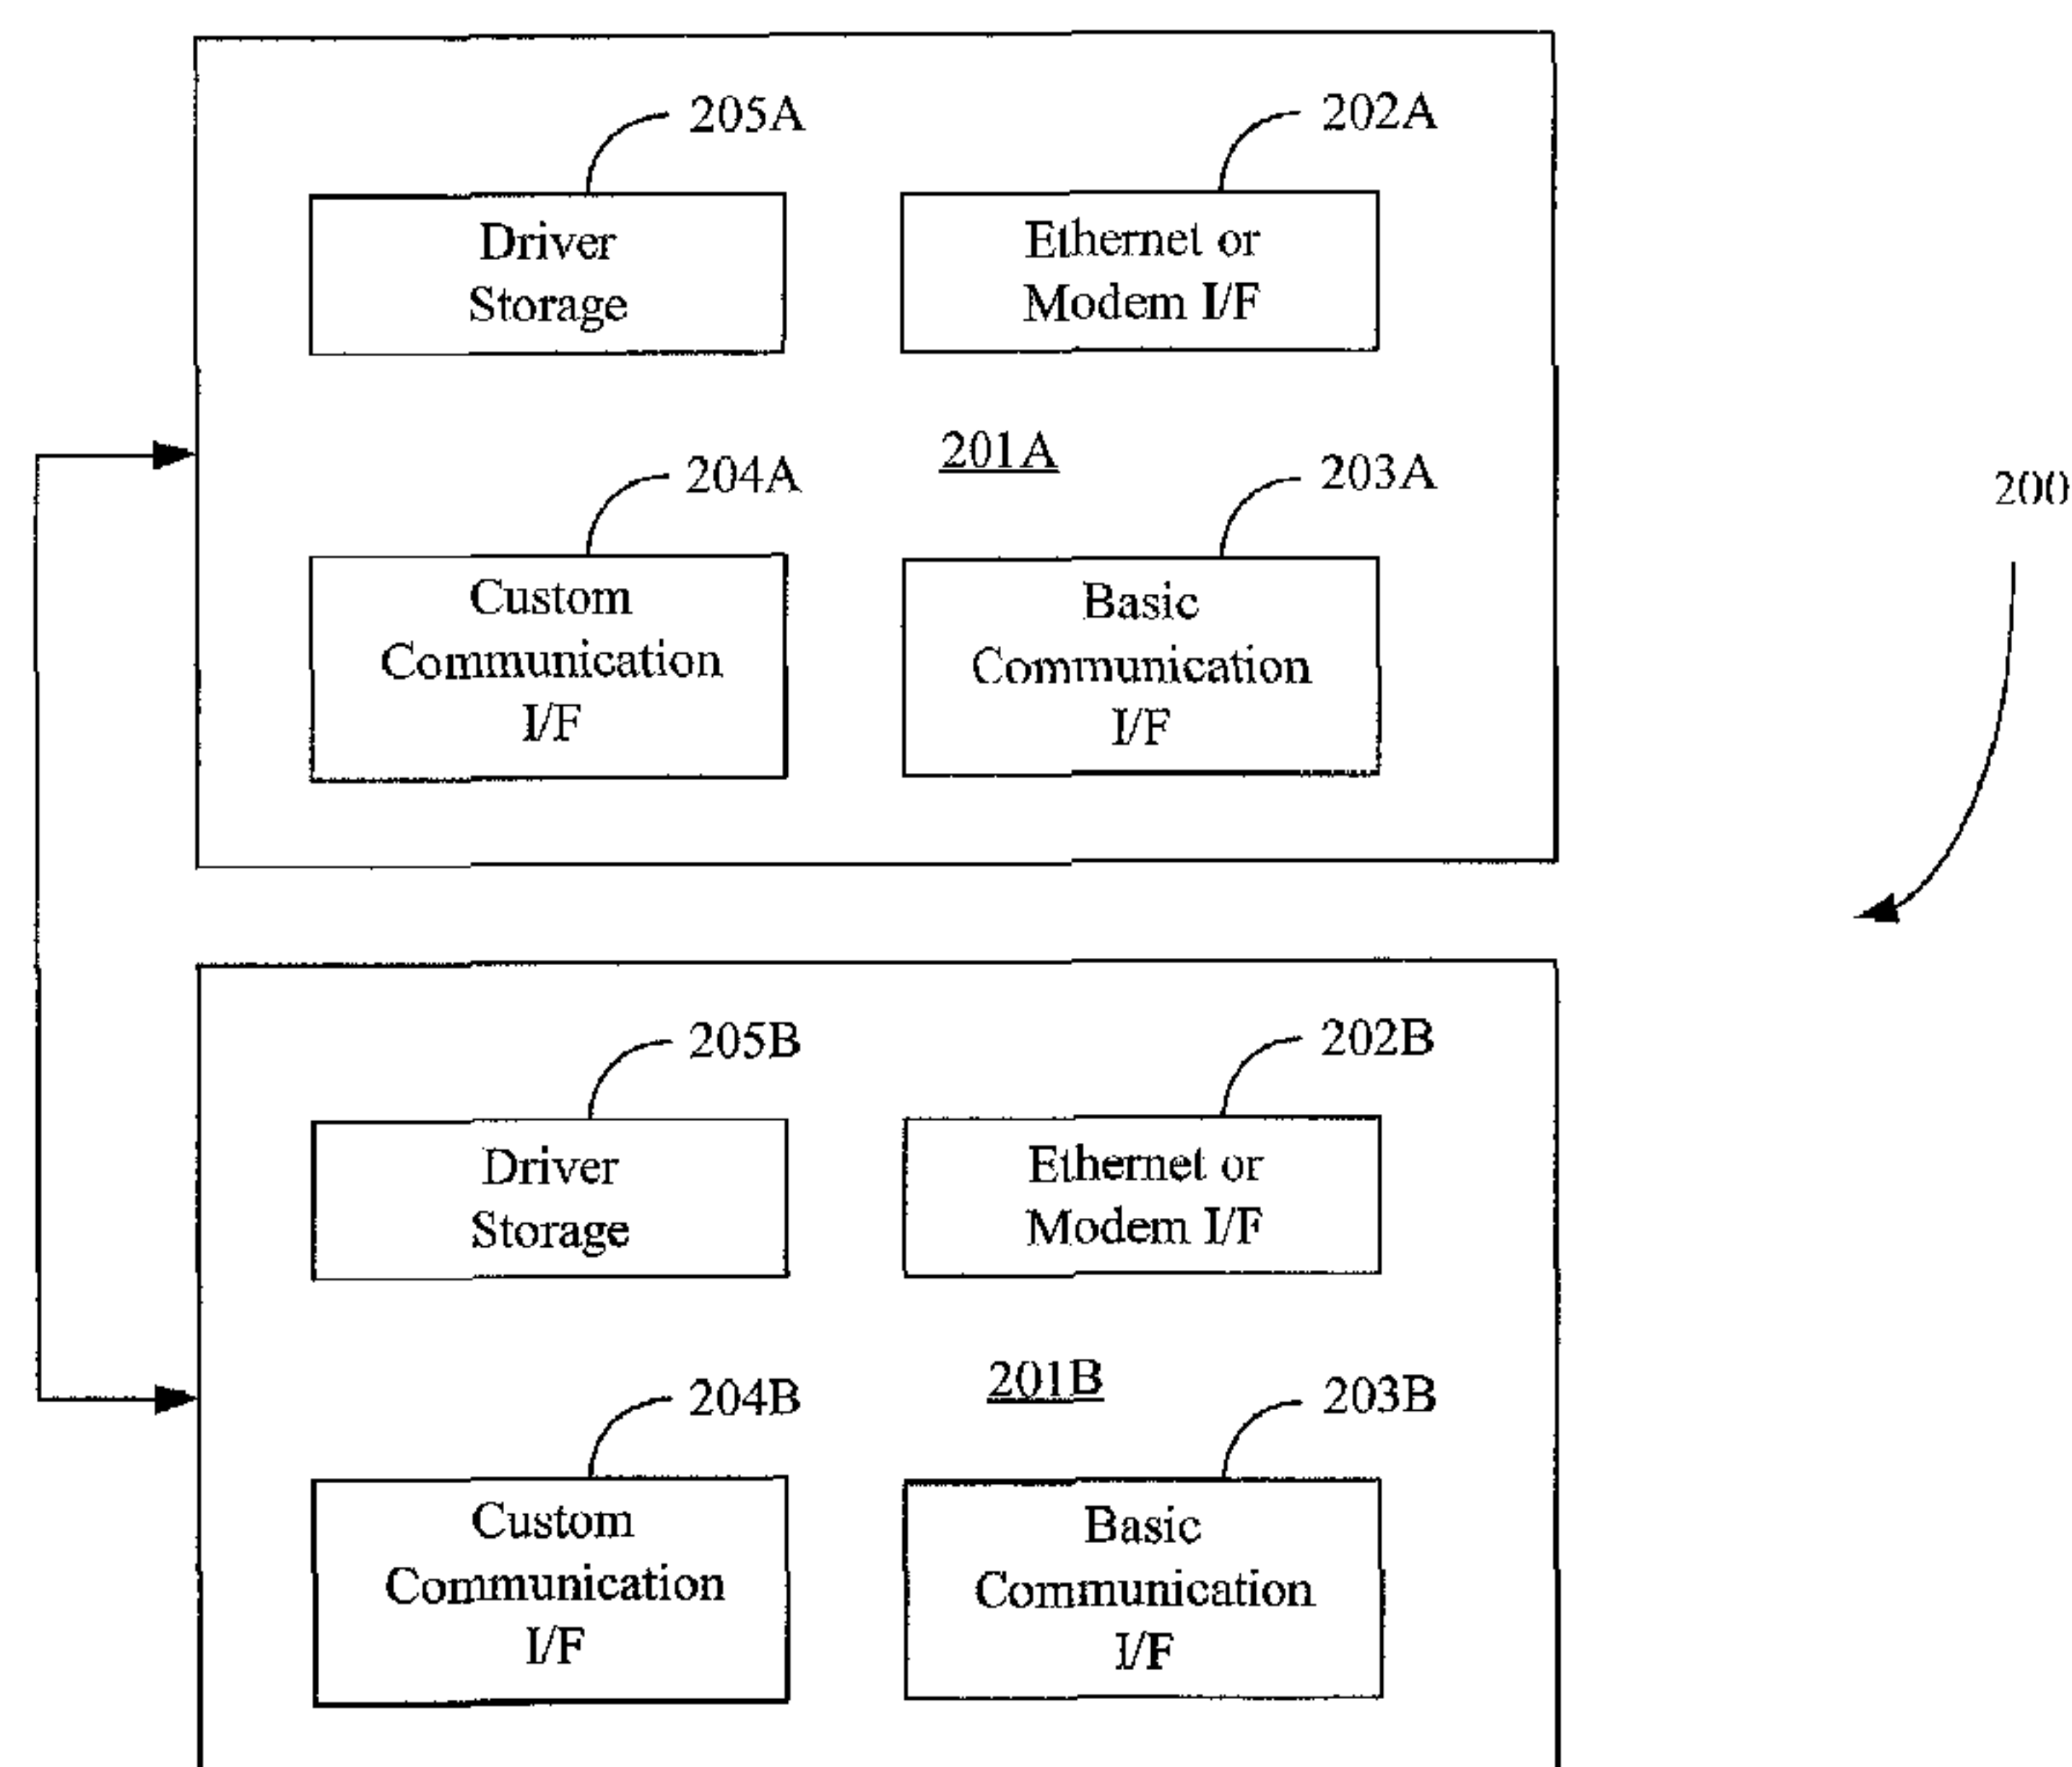 205A
202A
Driver
Storage
Ethernet or
Modem I/F
201A
204A
203A
200
Custom
Communication
I/F
Basic
Communication
I/F
205B
202B
Driver
Storage
Ethernet or
Modem I/F
201B
204B
203B
Custom
Communication
I/F
Basic
Communication
I/F